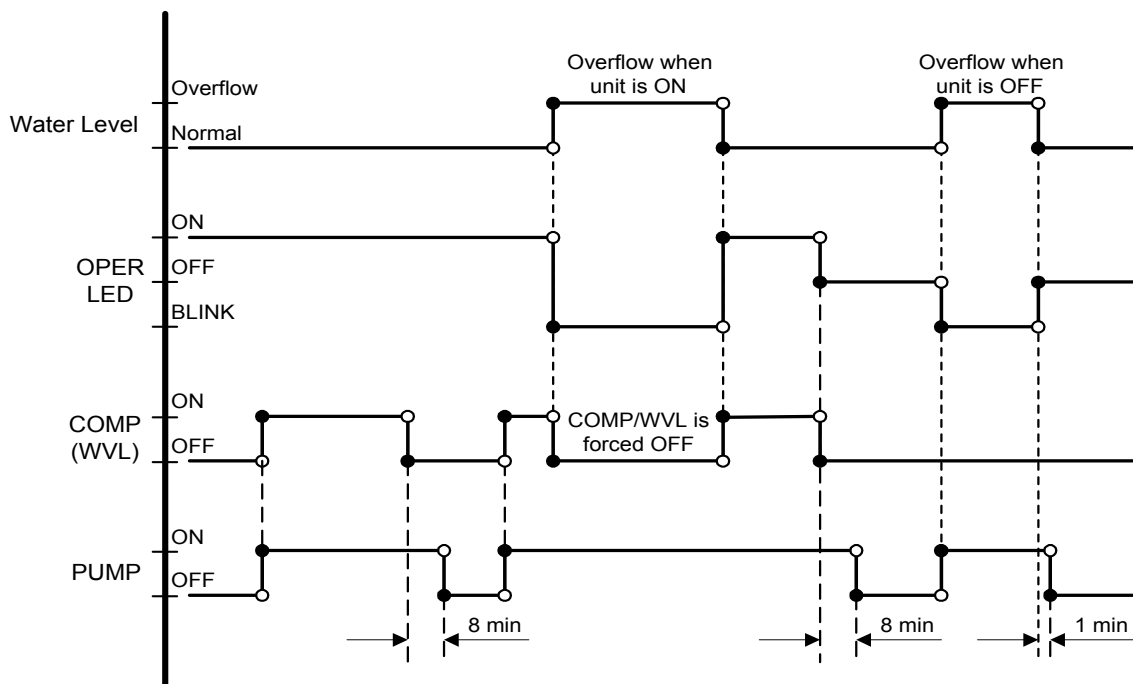 Overflow when
unit is ON
Overflow when
unit is OFF
Overflow
Water Level
Normal
ON
OPER
LED
OFF
BLINK
ON
COMP
(WVL)
OFF
COMP/WVL is
forced OFF
ON
PUMP
OFF
8 min
8 min
1 min